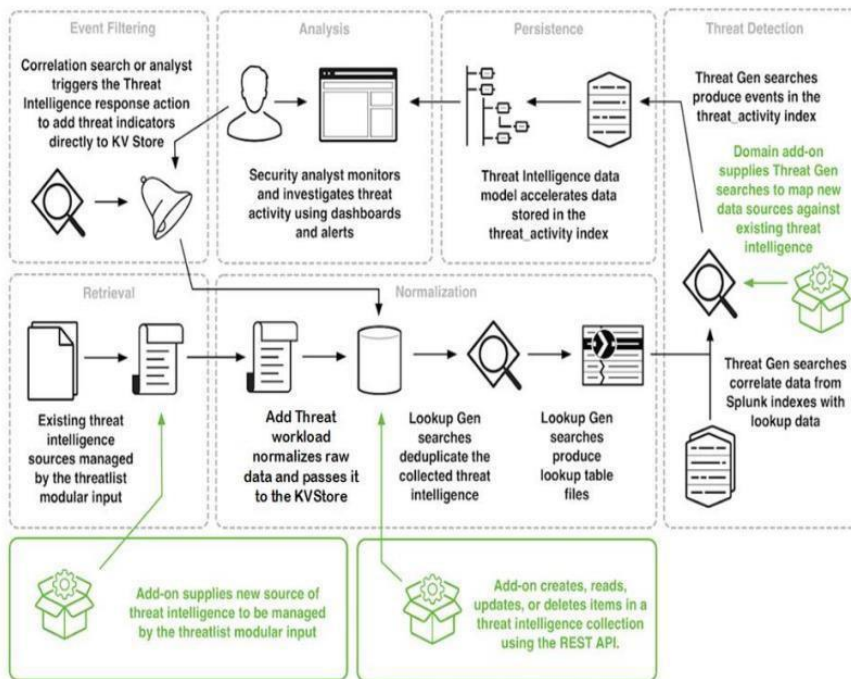 Event Filtering
Correlation search or analyst
triggers the Threat
Intelligence response action
to add threat indicators
directly to KV Store
Analysis
Security analyst monitors
and investigates threat
activity using dashboards
and alerts
Persistence
Threat Intelligence data
model accelerates data
stored in the
threat_activity index
Threat Detection
Threat Gen searches
produce events in the
threat_activity index
Domain add-on
supplies Threat Gen
searches to map new
data sources against
existing threat
intelligence
Threat Gen searches
correlate data from
Splunk indexes with
lookup data
Retrieval
Existing threat
intelligence
sources managed
by the threatlist
modular input
Normalization
Add Threat
workload
normalizes raw
data and passes it
to the KVStore
Lookup Gen
searches
deduplicate the
collected threat
intelligence
Lookup Gen
searches
produce
lookup table
files
Add-on supplies new source of
threat intelligence to be managed
by the threatlist modular input
Add-on creates, reads,
updates, or deletes items in a
threat intelligence collection
using the REST API.